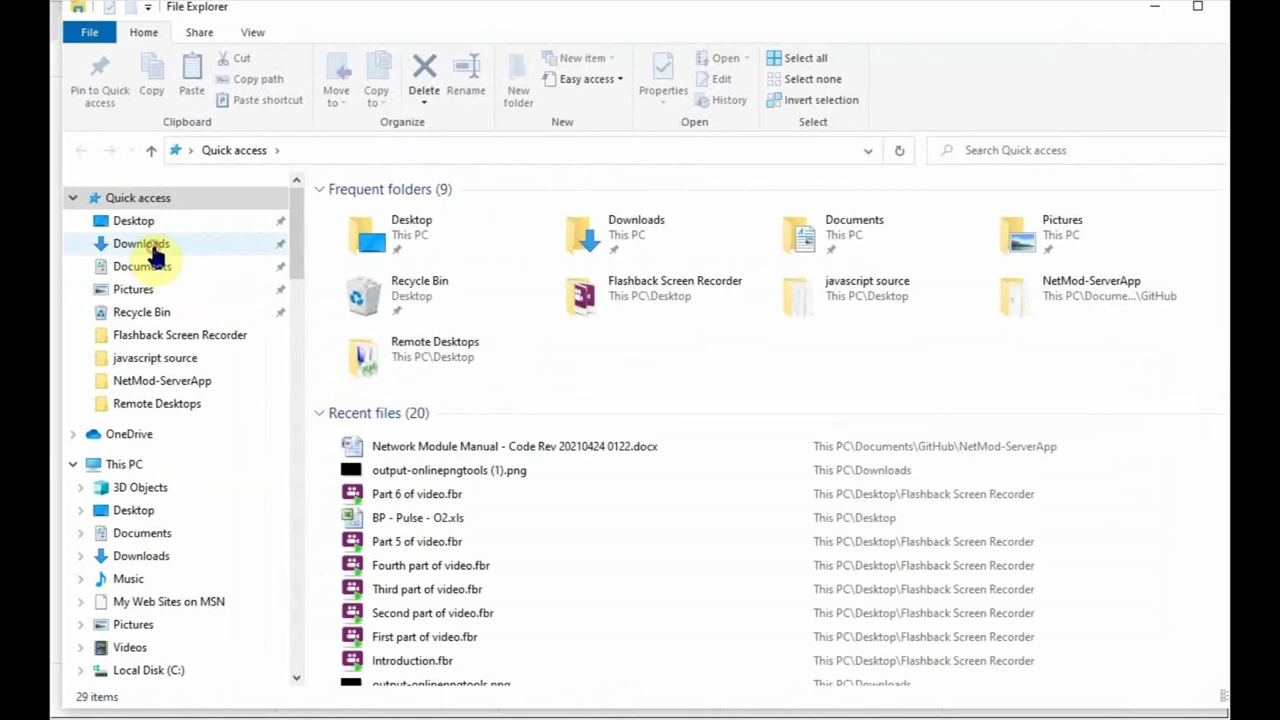 File Explorer
File Home Share View
Pin to Quick access
Copy
Paste
Cut
Copy path
Paste shortcut
Clipboard
Move to
Copy to
Delete
Rename
Organize
New folder
New item
Easy access
New
Properties
Open
Edit
History
Open
Select all
Select none
Invert selection
Select
Quick access
Search Quick access
Quick access
Desktop
Downloads
Documents
Pictures
Recycle Bin
Flashback Screen Recorder
javascript source
NetMod-ServerApp
Remote Desktops
OneDrive
This PC
3D Objects
Desktop
Documents
Downloads
Music
My Web Sites on MSN
Pictures
Videos
Local Disk (C:)
Frequent folders (9)
Desktop
This PC
Downloads
This PC
Documents
This PC
Pictures
This PC
Recycle Bin
Desktop
Flashback Screen Recorder
This PC\Desktop
javascript source
This PC\Desktop
NetMod-ServerApp
This PC\Docume...\GitHub
Remote Desktops
This PC\Desktop
Recent files (20)
Network Module Manual - Code Rev 20210424 0122.docx This PC\Documents\GitHub\NetMod-ServerApp
output-onlinepngtools (1).png This PC\Downloads
Part 6 of video.fbr This PC\Desktop\Flashback Screen Recorder
BP - Pulse - O2.xls This PC\Desktop
Part 5 of video.fbr This PC\Desktop\Flashback Screen Recorder
Fourth part of video.fbr This PC\Desktop\Flashback Screen Recorder
Third part of video.fbr This PC\Desktop\Flashback Screen Recorder
Second part of video.fbr This PC\Desktop\Flashback Screen Recorder
First part of video.fbr This PC\Desktop\Flashback Screen Recorder
Introduction.fbr This PC\Desktop\Flashback Screen Recorder
output-onlinepngtools.png This PC\Downloads
29 items